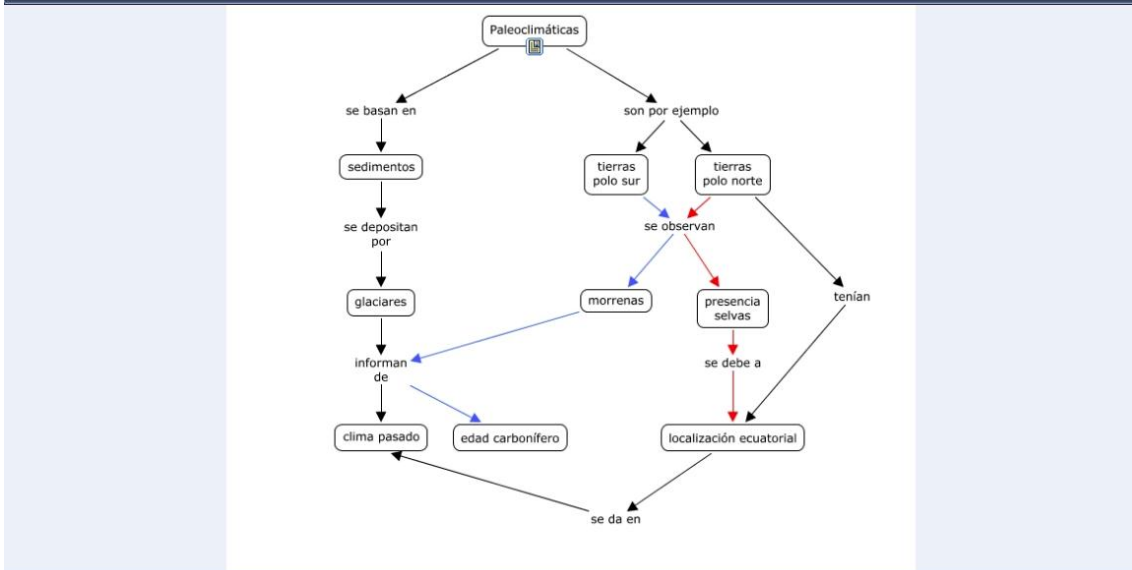 Paleoclimáticas
se basan en
son por ejemplo
sedimentos
tierras
polo sur
tierras
polo norte
se depositan
por
se observan
glaciares
morrenas
presencia
selvas
tenían
informan
de
se debe a
clima pasado
edad carbonífero
localización ecuatorial
se da en